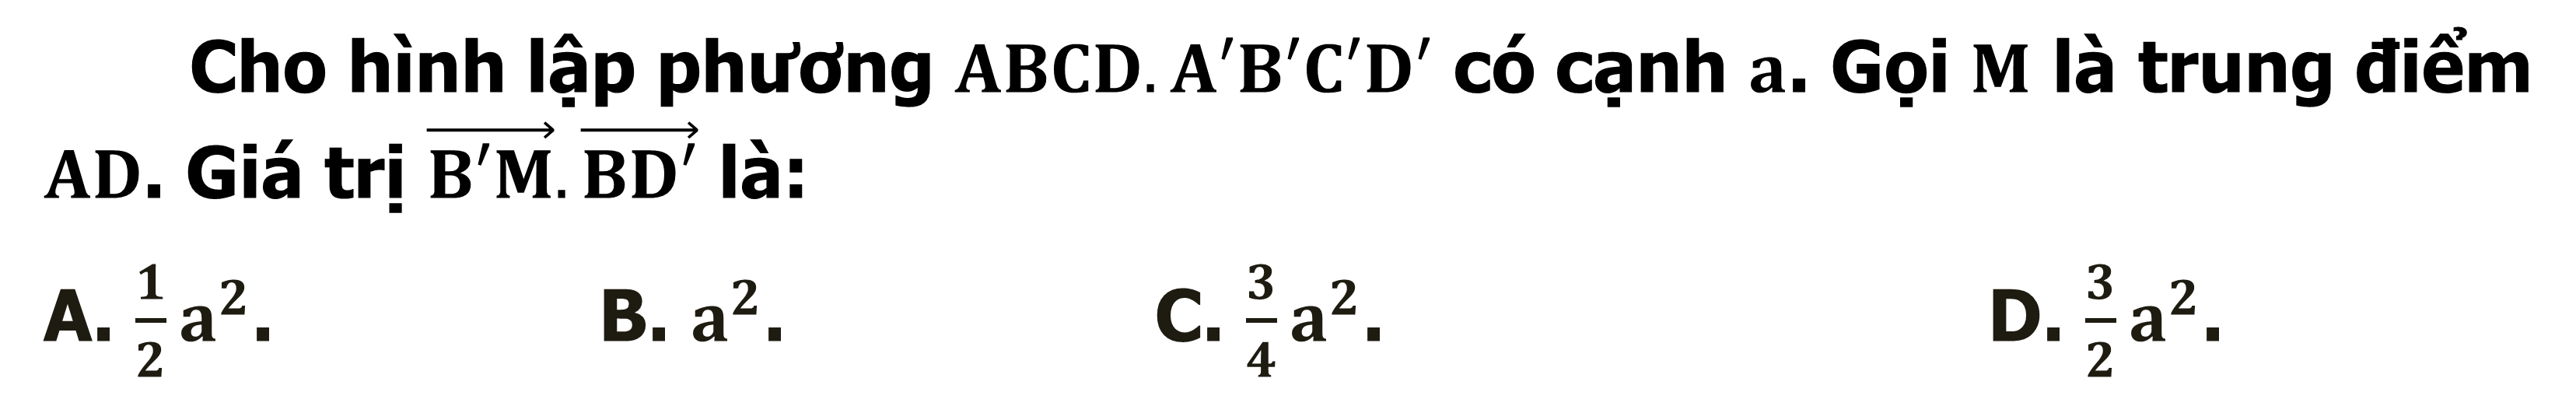 Cho hình lập phương ABCD. A′B′C′D′ có cạnh a. Gọi M là trung điểm
AD. Giá trị $\overrightarrow{B'M}.\overrightarrow{BD'}$ là:
A. $\frac{1}{2}a^2$. B. $a^2$. C. $\frac{3}{4}a^2$. D. $\frac{3}{2}a^2$.